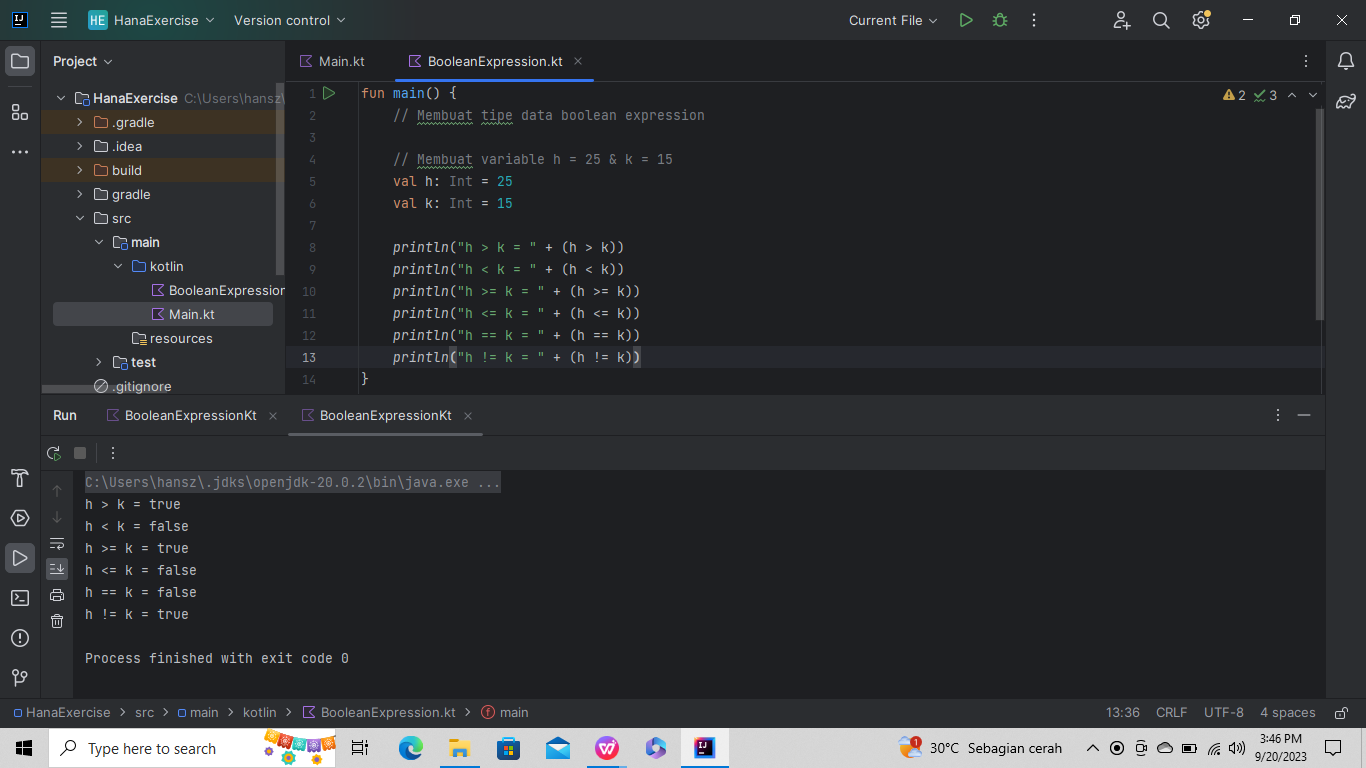 HE HanaExercise Version control Current File
Project
Main.kt BooleanExpression.kt
HanaExercise C:\Users\hansz\
.gradle
.idea
build
gradle
src
main
kotlin
BooleanExpression
Main.kt
resources
test
.gitignore
2 3
1 fun main() {
2 // Membuat tipe data boolean expression
3
4 // Membuat variable h = 25 & k = 15
5 val h: Int = 25
6 val k: Int = 15
7
8 println("h > k = " + (h > k))
9 println("h < k = " + (h < k))
10 println("h >= k = " + (h >= k))
11 println("h <= k = " + (h <= k))
12 println("h == k = " + (h == k))
13 println("h != k = " + (h != k))
14 }
Run BooleanExpressionKt BooleanExpressionKt
C:\Users\hansz\.jdks\openjdk-20.0.2\bin\java.exe ...
h > k = true
h < k = false
h >= k = true
h <= k = false
h == k = false
h != k = true
Process finished with exit code 0
HanaExercise > src > main > kotlin > BooleanExpression.kt > main 13:36 CRLF UTF-8 4 spaces
Type here to search
1 30°C Sebagian cerah
3:46 PM
9/20/2023